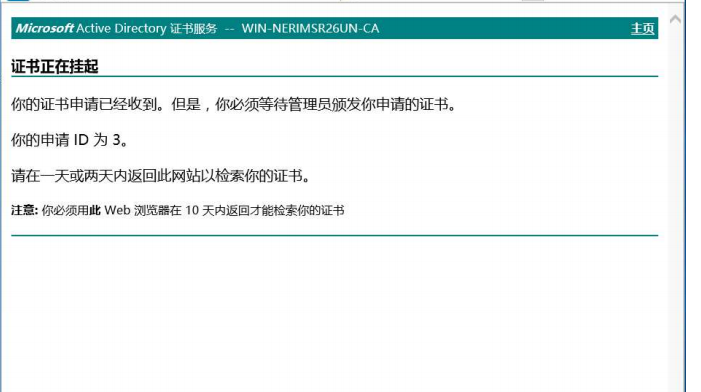 Microsoft Active Directory 证书服务 -- WIN-NERIMSR26UN-CA 主页
证书正在挂起
你的证书申请已经收到。但是，你必须等待管理员颁发你申请的证书。
你的申请 ID 为 3。
请在一天或两天内返回此网站以检索你的证书。
注意: 你必须用此 Web 浏览器在 10 天内返回才能检索你的证书